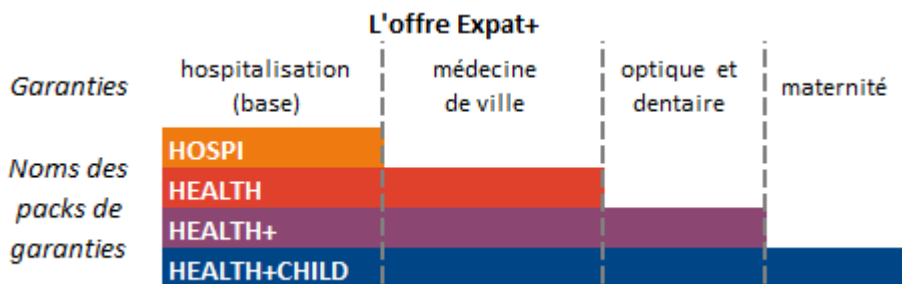 L'offre Expat+
Garanties
hospitalisation
(base)
médecine
de ville
optique et
dentaire
maternité
Noms des
packs de
garanties
HOSPI
HEALTH
HEALTH+
HEALTH+CHILD